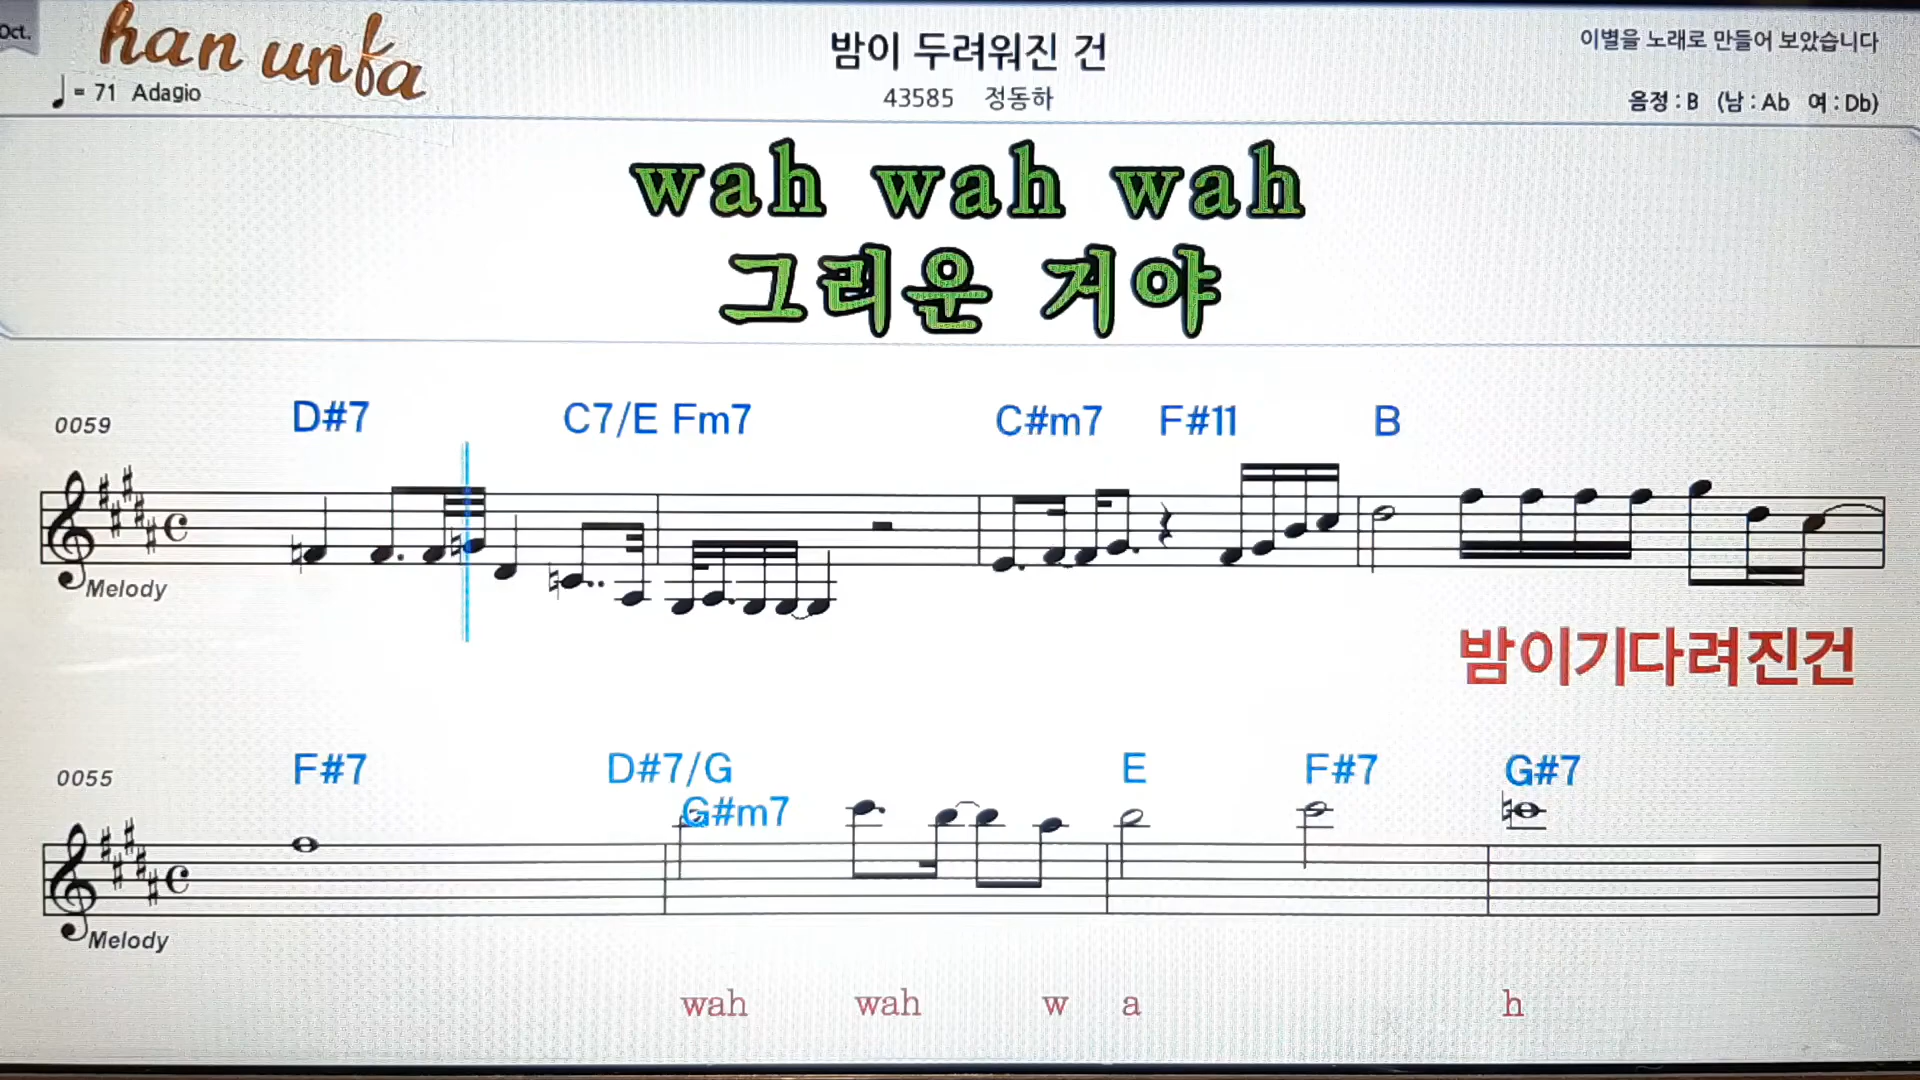 Oct.
han unfa
= 71 Adagio
밤이 두려워진 건
43585 정동하
이별을 노래로 만들어 보았습니다
음정 : B (남 : Ab 여 : Db)
wah wah wah
그리운 거야
0059
D#7 C7/E Fm7 C#m7 F#11 B
Melody
밤이기다려진건
0055
F#7 D#7/G E F#7 G#7
G#m7
Melody
wah wah w a h